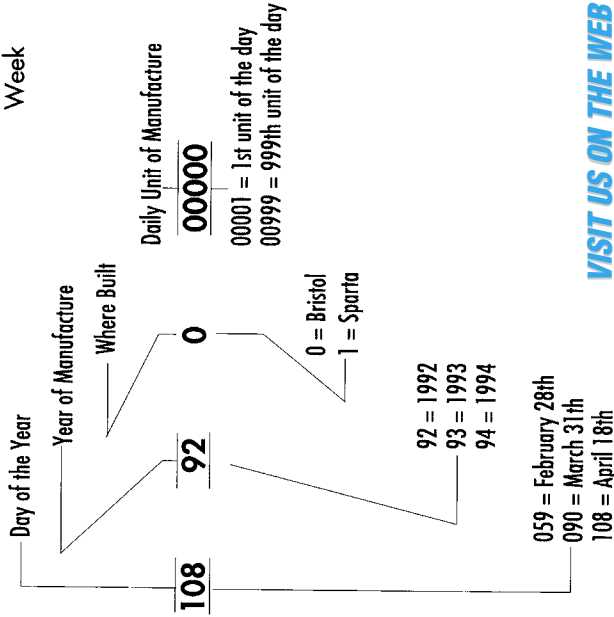 Week
Day of the Year
Year of Manufacture
Where Built
Daily Unit of Manufacture
108
92
0
00000
00001 = 1st unit of the day
00999 = 999th unit of the day
0 = Bristol
1 = Sparta
92 = 1992
93 = 1993
94 = 1994
059 = February 28th
090 = March 31th
108 = April 18th
VISIT US ON THE WEB